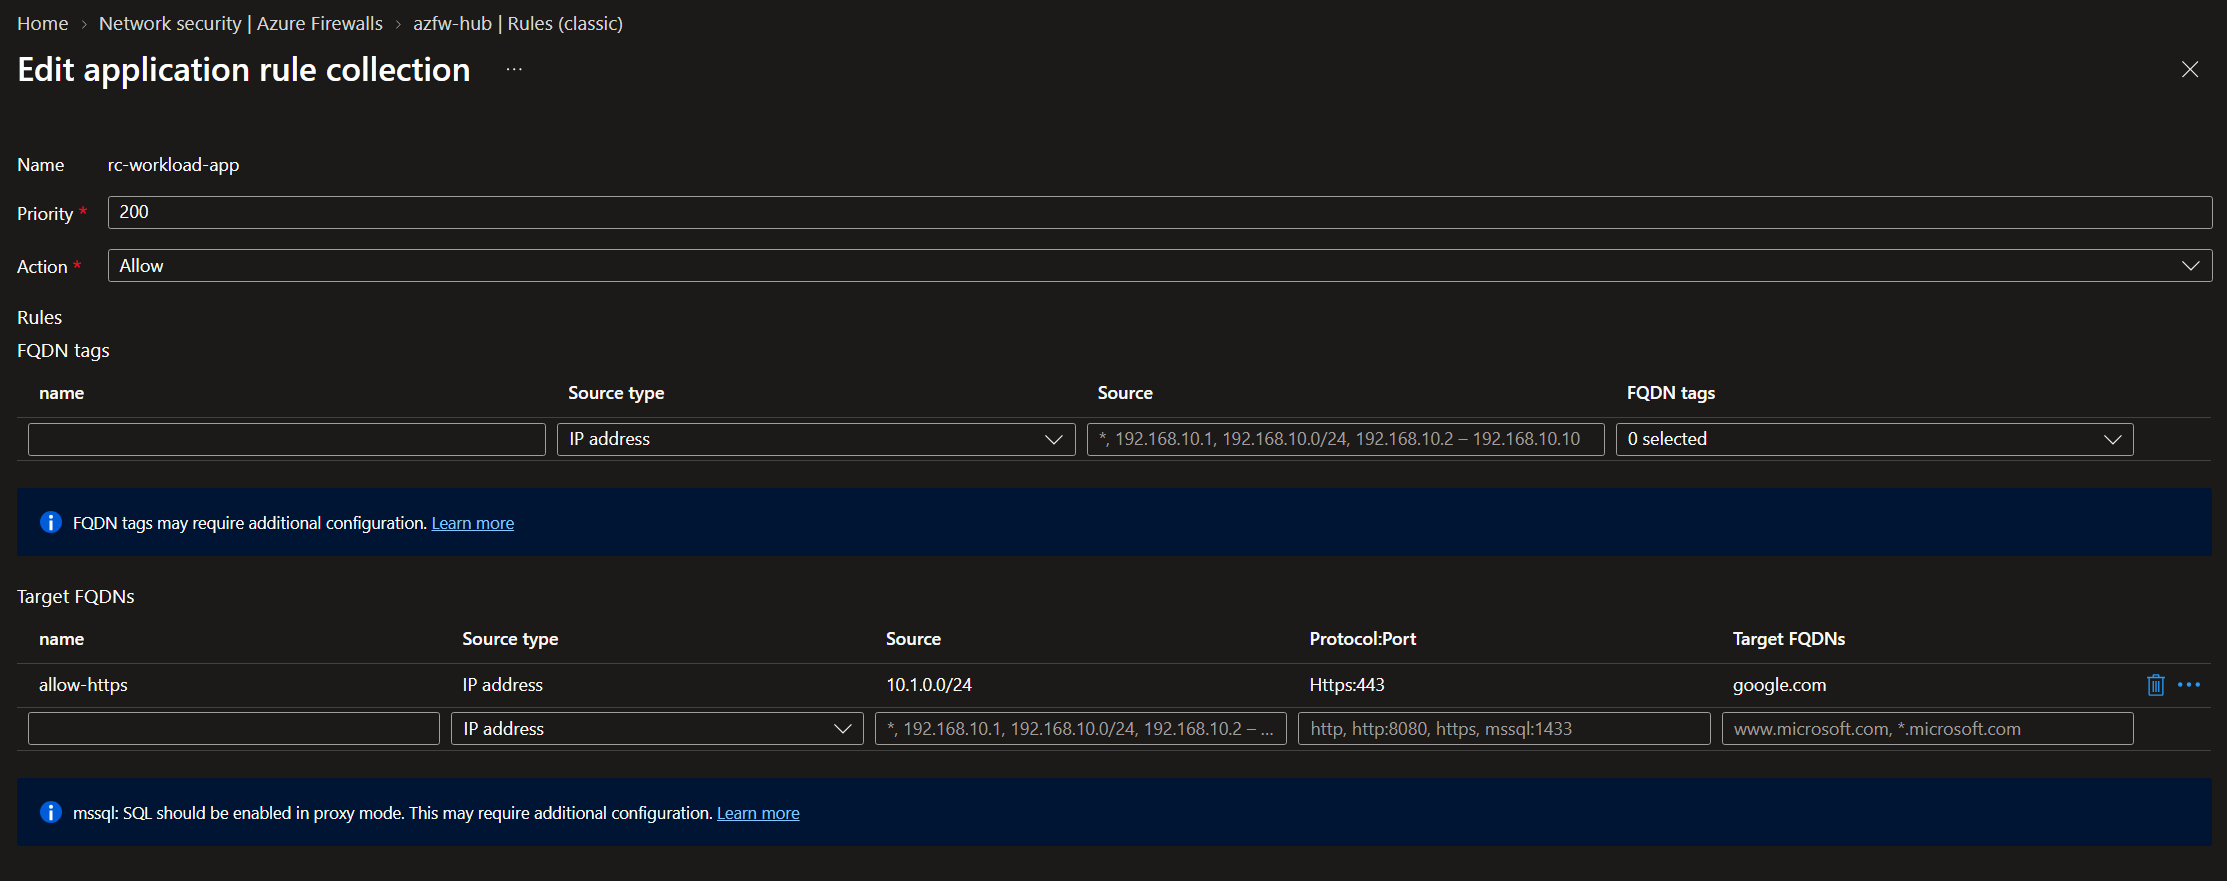 Home > Network security | Azure Firewalls > azfw-hub | Rules (classic)
Edit application rule collection ...
Name rc-workload-app
Priority * 200
Action * Allow
Rules
FQDN tags
name Source type Source FQDN tags
IP address *, 192.168.10.1, 192.168.10.0/24, 192.168.10.2 – 192.168.10.10 0 selected
FQDN tags may require additional configuration. Learn more
Target FQDNs
name Source type Source Protocol:Port Target FQDNs
allow-https IP address 10.1.0.0/24 Https:443 google.com
IP address *, 192.168.10.1, 192.168.10.0/24, 192.168.10.2 – ... http, http:8080, https, mssql:1433 www.microsoft.com, *.microsoft.com
mssql: SQL should be enabled in proxy mode. This may require additional configuration. Learn more